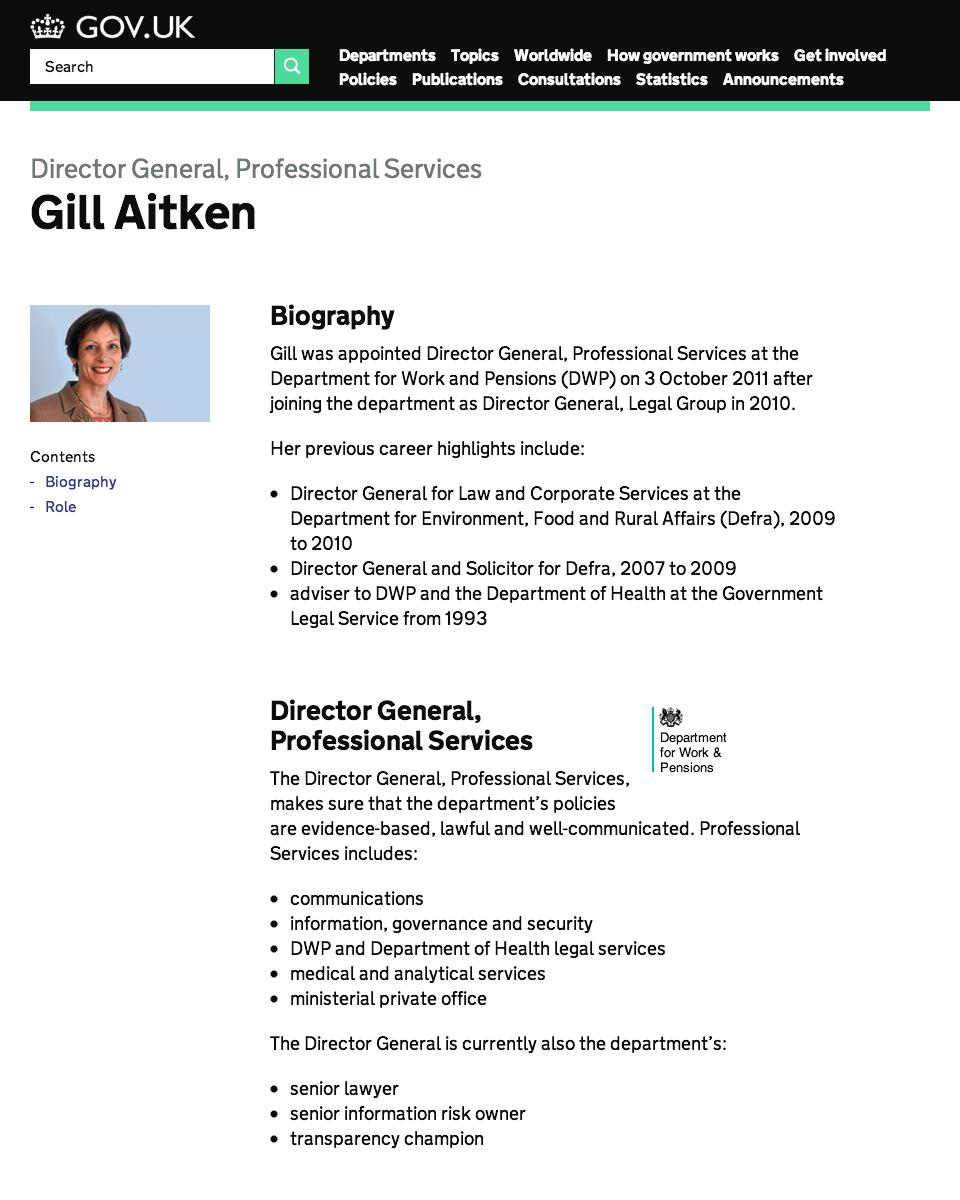 GOV.UK
Search
Departments Topics Worldwide How government works Get involved
Policies Publications Consultations Statistics Announcements
Director General, Professional Services
Gill Aitken
Contents
- Biography
- Role
Biography
Gill was appointed Director General, Professional Services at the
Department for Work and Pensions (DWP) on 3 October 2011 after
joining the department as Director General, Legal Group in 2010.
Her previous career highlights include:
• Director General for Law and Corporate Services at the
Department for Environment, Food and Rural Affairs (Defra), 2009
to 2010
• Director General and Solicitor for Defra, 2007 to 2009
• adviser to DWP and the Department of Health at the Government
Legal Service from 1993
Director General,
Professional Services
Department
for Work &
Pensions
The Director General, Professional Services,
makes sure that the department’s policies
are evidence-based, lawful and well-communicated. Professional
Services includes:
• communications
• information, governance and security
• DWP and Department of Health legal services
• medical and analytical services
• ministerial private office
The Director General is currently also the department’s:
• senior lawyer
• senior information risk owner
• transparency champion